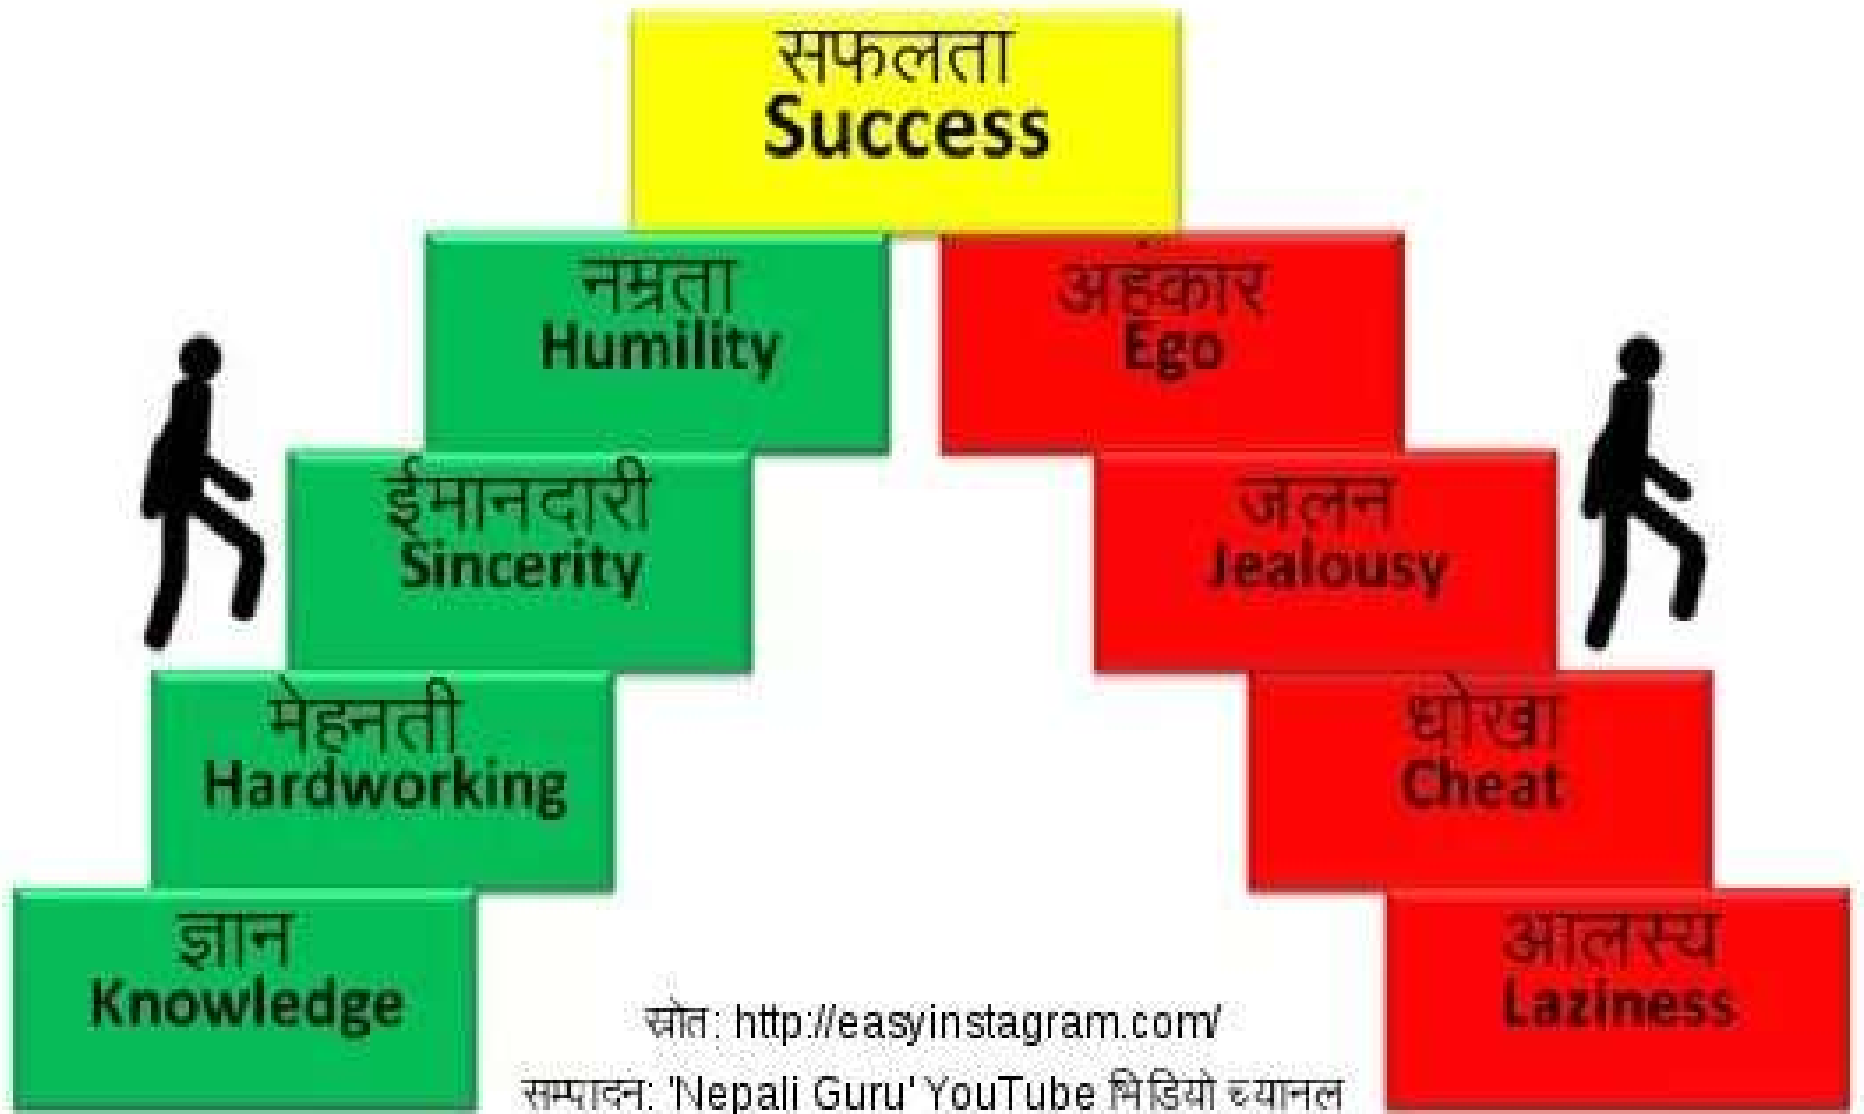 सफलता
Success
नम्रता
Humility
अहंकार
Ego
ईमानदारी
Sincerity
जलन
Jealousy
मेहनती
Hardworking
धोखा
Cheat
ज्ञान
Knowledge
आलस्य
Laziness
स्रोत: http://easyinstagram.com/
सम्पादन: 'Nepali Guru' YouTube भिडियो च्यानल